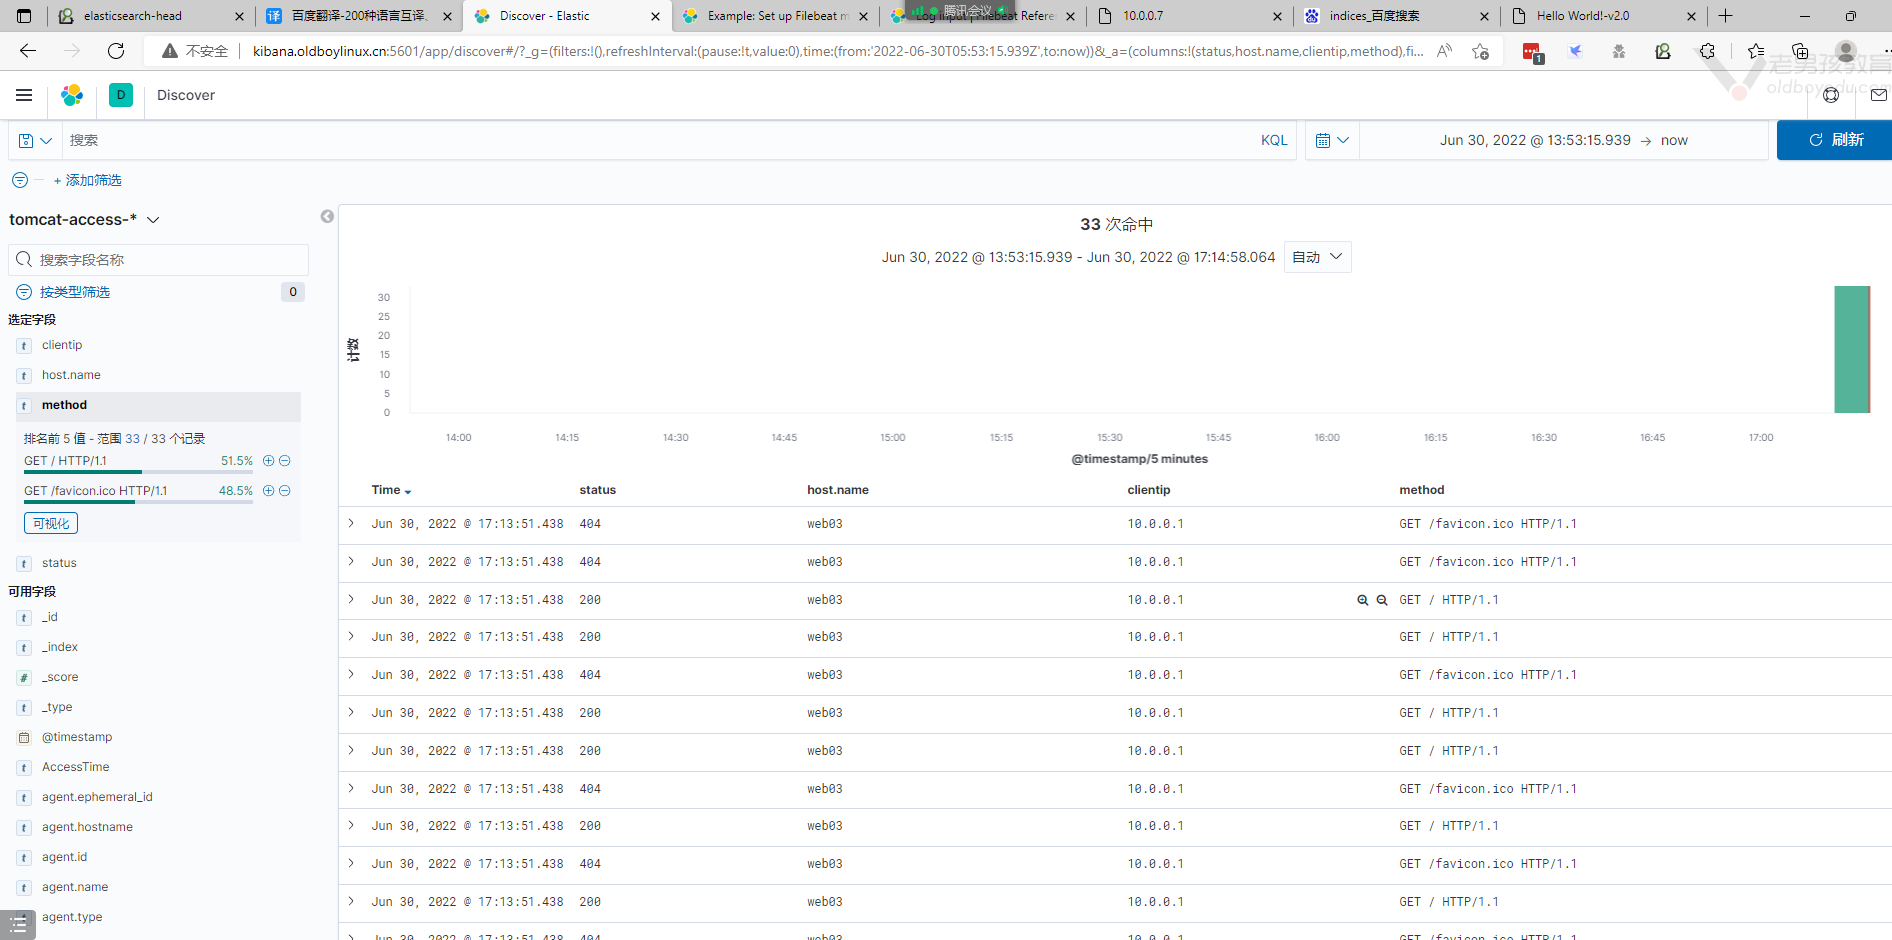 elasticsearch-head
百度翻译-200种语言互译、
Discover - Elastic
Example: Set up Filebeat m
Log input | Filebeat Refere
腾讯会议
10.0.0.7
indices_百度搜索
Hello World!-v2.0
不安全
kibana.oldboylinux.cn:5601/app/discover#/?_g=(filters:!(),refreshInterval:(pause:!t,value:0),time:(from:'2022-06-30T05:53:15.939Z',to:now))&_a=(columns:!(status,host.name,clientip,method),fi...
1
老男孩教育
oldboyedu.com
D
Discover
搜索
KQL
Jun 30, 2022 @ 13:53:15.939 → now
刷新
+ 添加筛选
tomcat-access-*
搜索字段名称
按类型筛选
0
选定字段
t clientip
t host.name
t method
排名前 5 值 - 范围 33 / 33 个记录
GET / HTTP/1.1 51.5%
GET /favicon.ico HTTP/1.1 48.5%
可视化
t status
可用字段
t _id
t _index
# _score
t _type
@timestamp
t AccessTime
t agent.ephemeral_id
t agent.hostname
t agent.id
t agent.name
agent.type
33 次命中
Jun 30, 2022 @ 13:53:15.939 - Jun 30, 2022 @ 17:14:58.064 自动
计数
30
25
20
15
10
5
0
14:00 14:15 14:30 14:45 15:00 15:15 15:30 15:45 16:00 16:15 16:30 16:45 17:00
@timestamp/5 minutes
Time status host.name clientip method
Jun 30, 2022 @ 17:13:51.438 404 web03 10.0.0.1 GET /favicon.ico HTTP/1.1
Jun 30, 2022 @ 17:13:51.438 404 web03 10.0.0.1 GET /favicon.ico HTTP/1.1
Jun 30, 2022 @ 17:13:51.438 200 web03 10.0.0.1 GET / HTTP/1.1
Jun 30, 2022 @ 17:13:51.438 200 web03 10.0.0.1 GET / HTTP/1.1
Jun 30, 2022 @ 17:13:51.438 404 web03 10.0.0.1 GET /favicon.ico HTTP/1.1
Jun 30, 2022 @ 17:13:51.438 200 web03 10.0.0.1 GET / HTTP/1.1
Jun 30, 2022 @ 17:13:51.438 200 web03 10.0.0.1 GET / HTTP/1.1
Jun 30, 2022 @ 17:13:51.438 404 web03 10.0.0.1 GET /favicon.ico HTTP/1.1
Jun 30, 2022 @ 17:13:51.438 200 web03 10.0.0.1 GET / HTTP/1.1
Jun 30, 2022 @ 17:13:51.438 404 web03 10.0.0.1 GET /favicon.ico HTTP/1.1
Jun 30, 2022 @ 17:13:51.438 200 web03 10.0.0.1 GET / HTTP/1.1
Jun 30, 2022 @ 17:13:51.438 404 web03 10.0.0.1 GET /favicon.ico HTTP/1.1